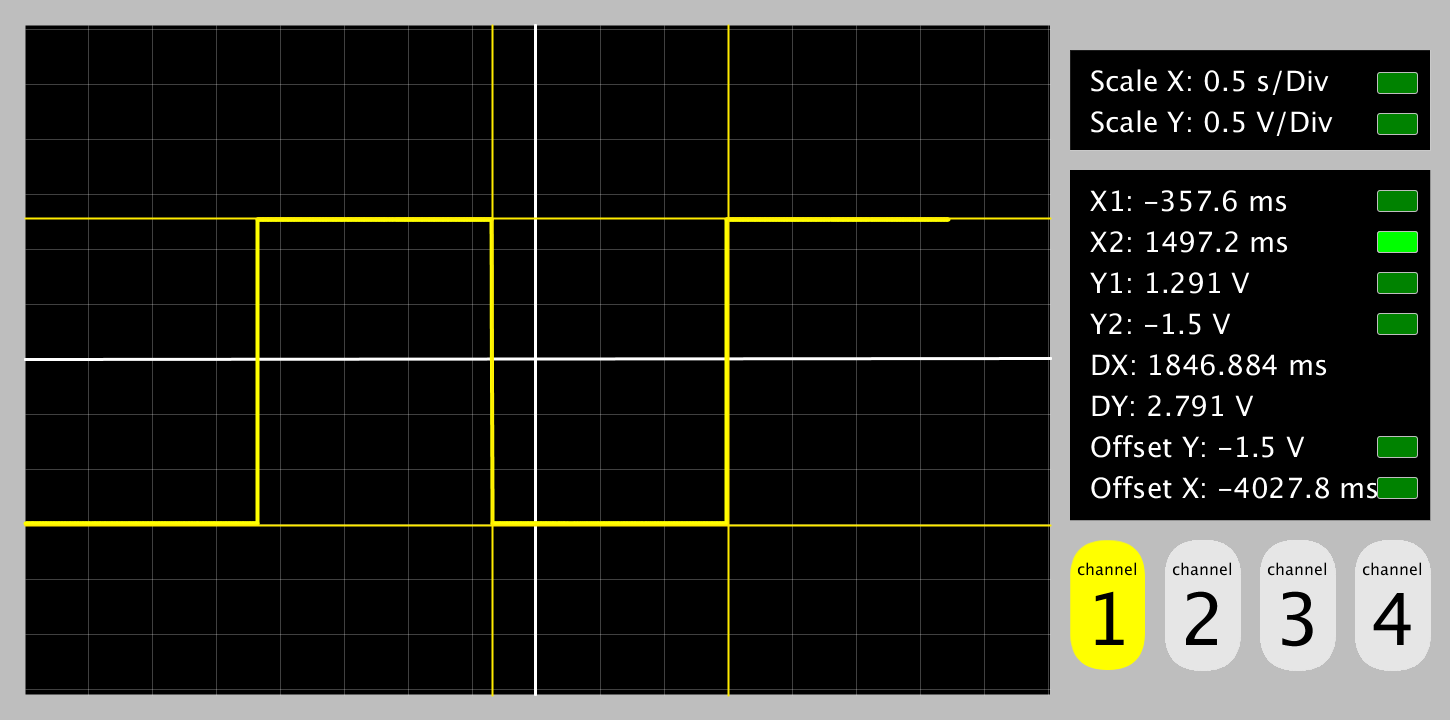 Scale X: 0.5 s/Div
Scale Y: 0.5 V/Div
X1: −357.6 ms
X2: 1497.2 ms
Y1: 1.291 V
Y2: −1.5 V
DX: 1846.884 ms
DY: 2.791 V
Offset Y: −1.5 V
Offset X: −4027.8 ms
channel channel channel channel
1 2 3 4